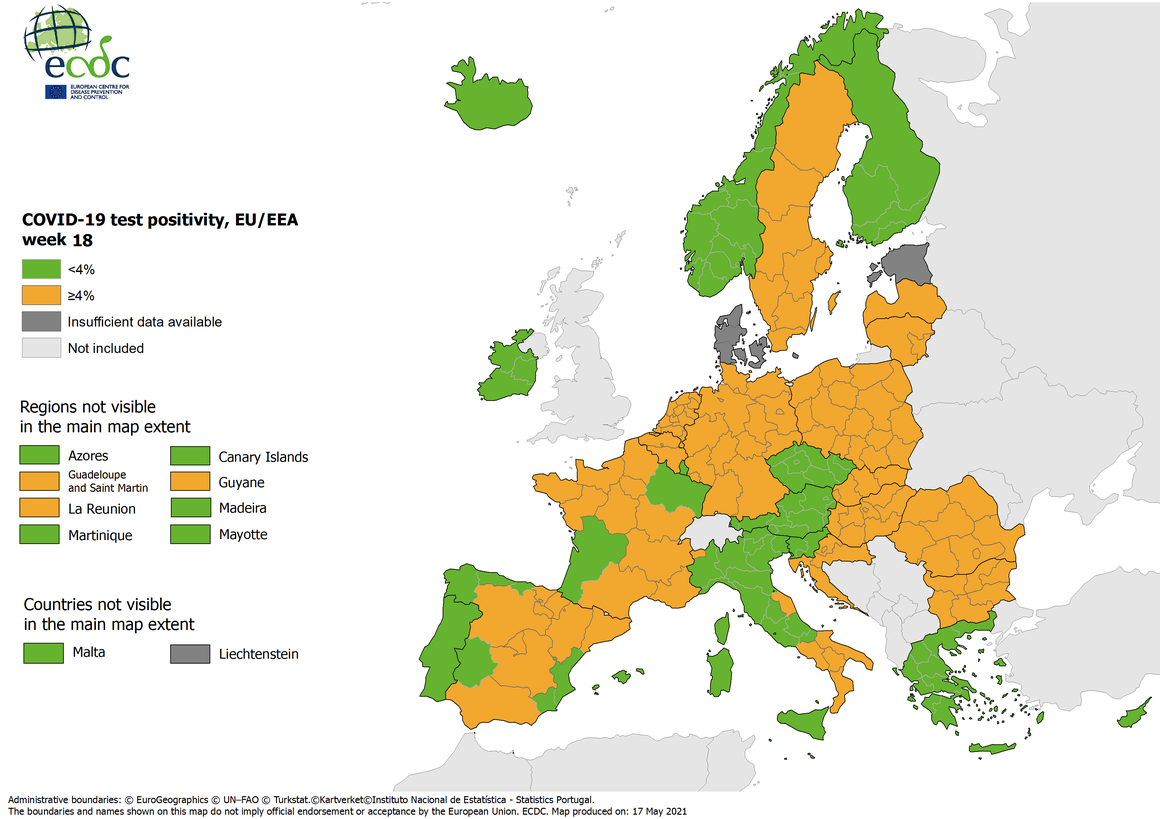 ecdc
EUROPEAN CENTRE FOR
DISEASE PREVENTION
AND CONTROL
COVID-19 test positivity, EU/EEA
week 18
<4%
≥4%
Insufficient data available
Not included
Regions not visible
in the main map extent
Azores
Canary Islands
Guadeloupe
and Saint Martin
Guyane
La Reunion
Madeira
Martinique
Mayotte
Countries not visible
in the main map extent
Malta
Liechtenstein
Administrative boundaries: © EuroGeographics © UN–FAO © Turkstat.©Kartverket©Instituto Nacional de Estatística - Statistics Portugal.
The boundaries and names shown on this map do not imply official endorsement or acceptance by the European Union. ECDC. Map produced on: 17 May 2021